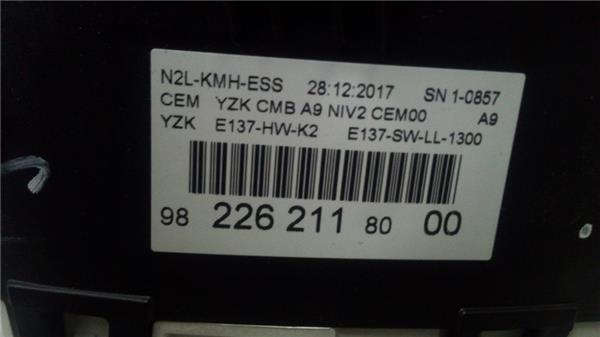 N2L-KMH-ESS 28:12:2017 SN 1-0857
CEM YZK CMB A9 NIV2 CEM00 A9
YZK E137-HW-K2 E137-SW-LL-1300
98 226 211 80 00